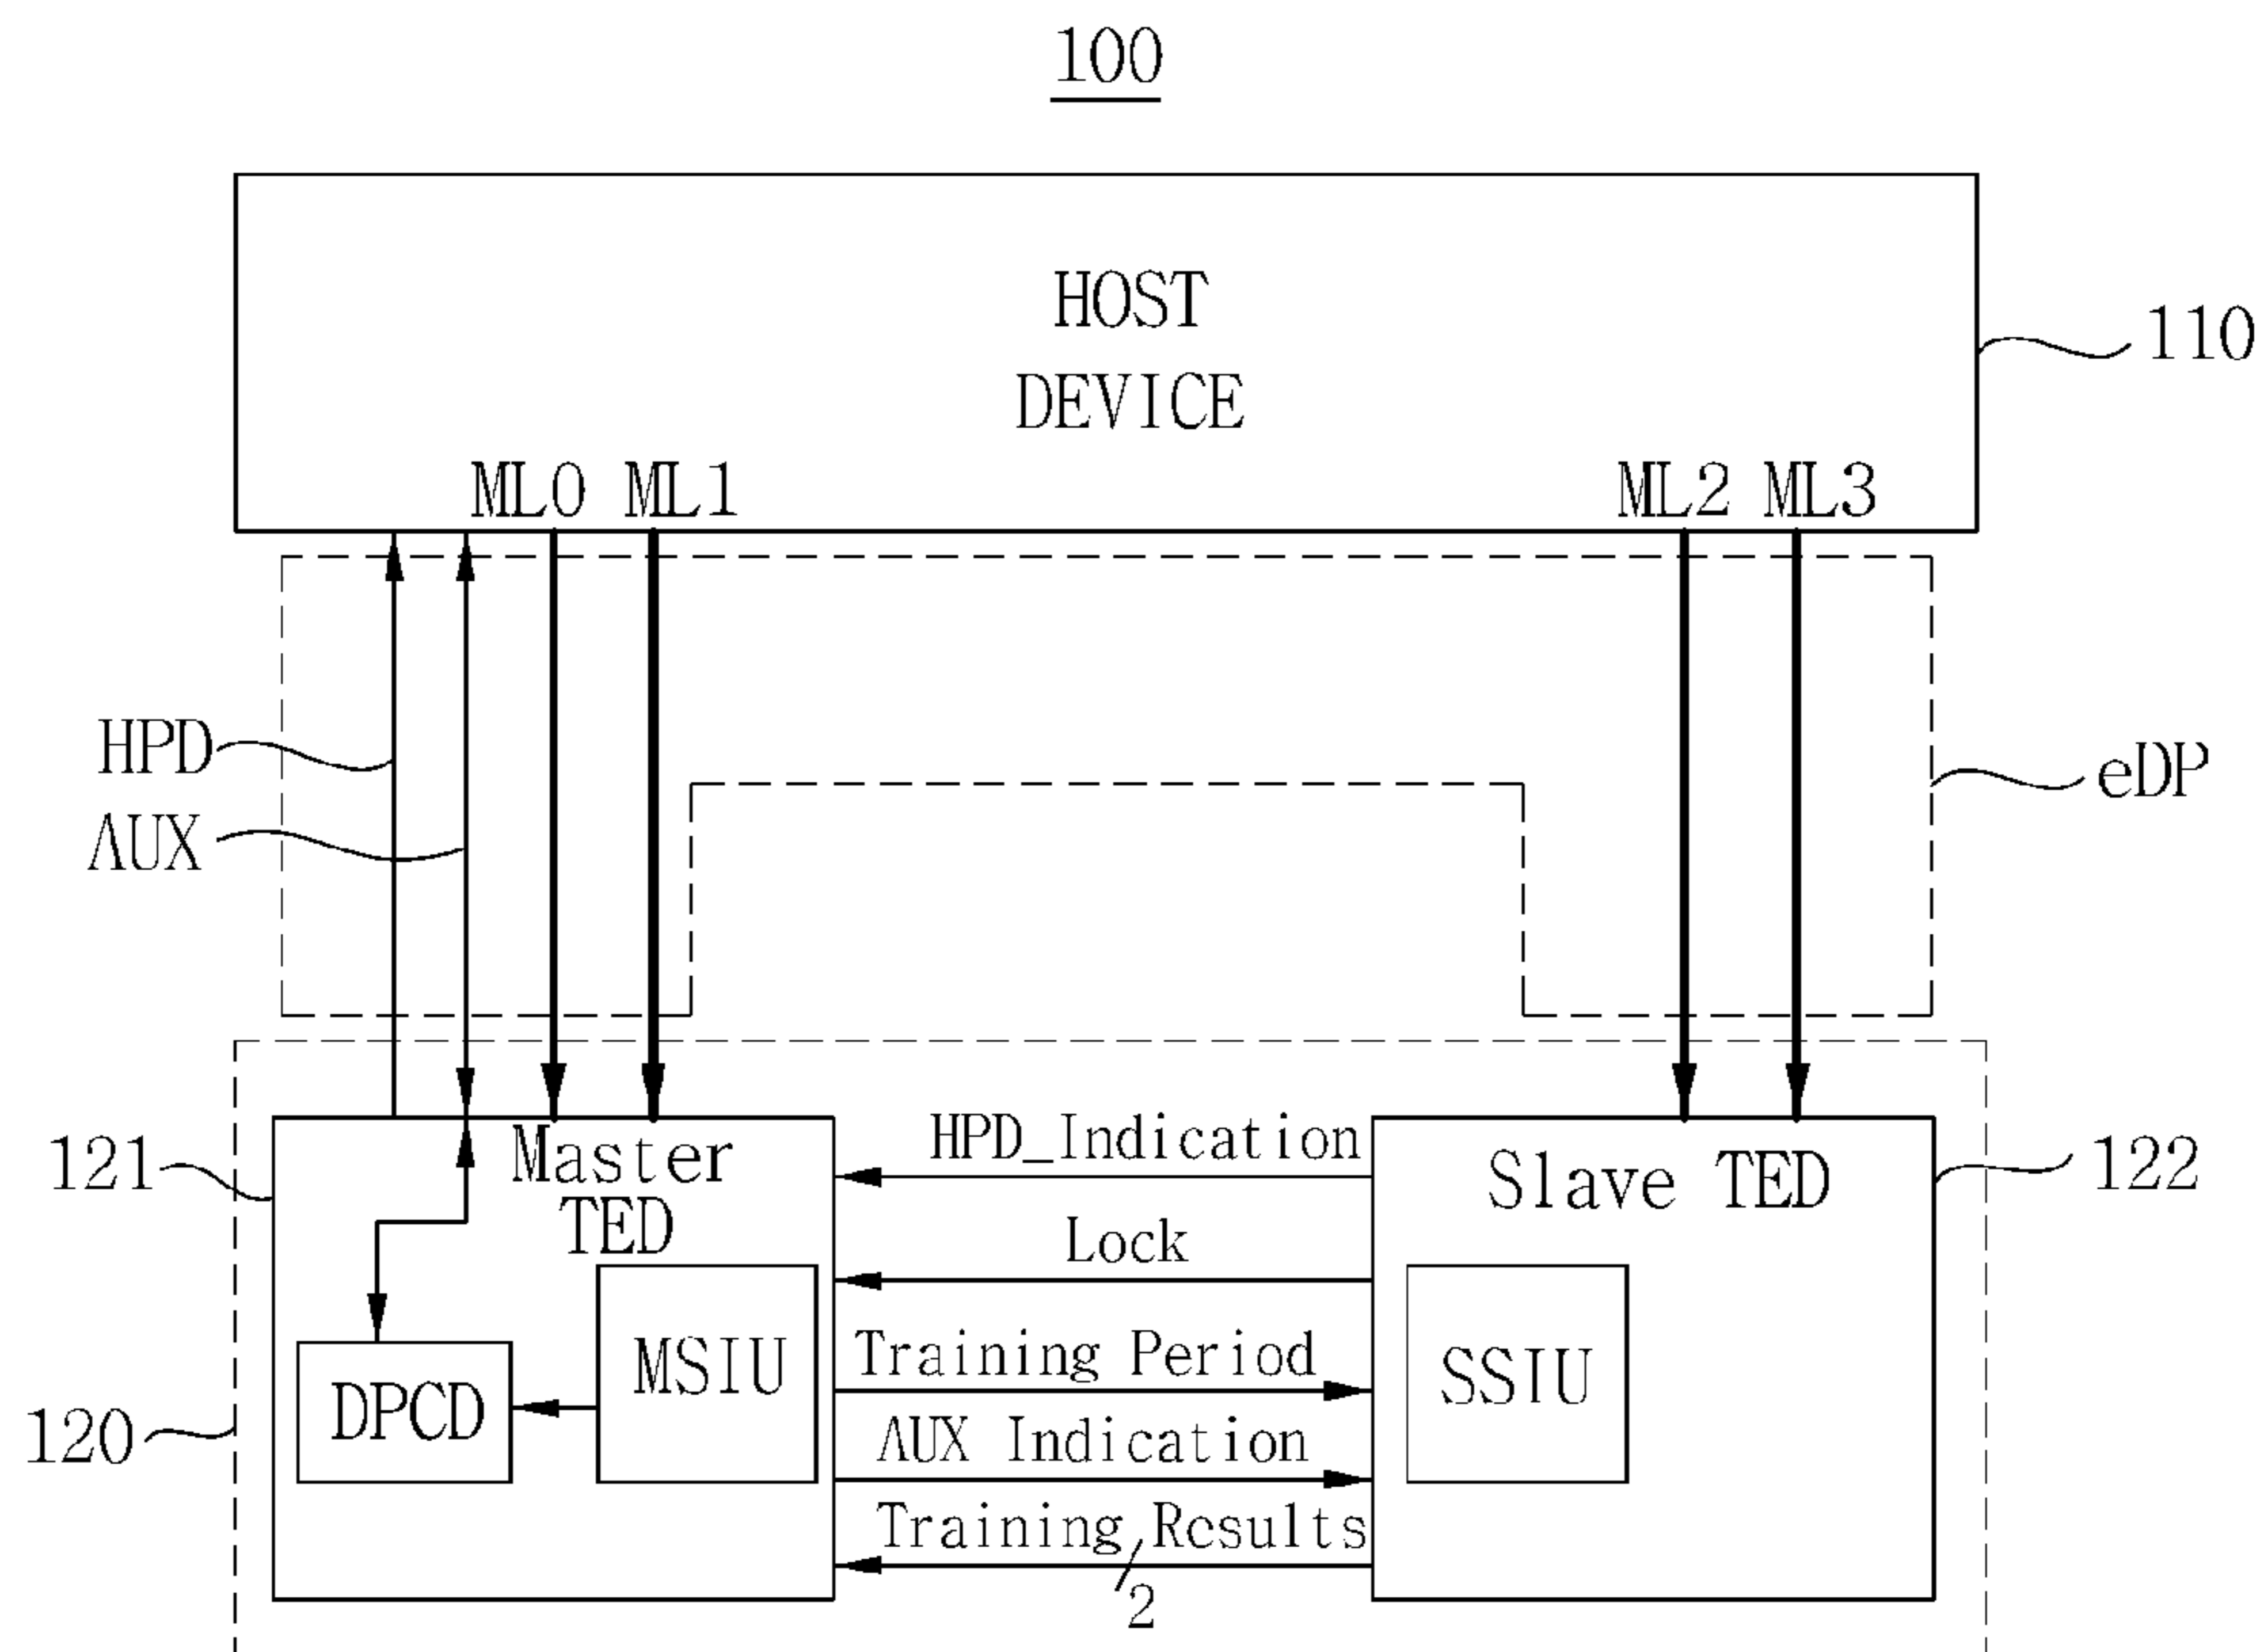 100
HOST
DEVICE
110
ML0 ML1 ML2 ML3
HPD
AUX
eDP
121
Master
TED
HPD_Indication
Slave TED
122
Lock
DPCD
MSIU
Training Period
SSIU
120
AUX Indication
Training Results
2